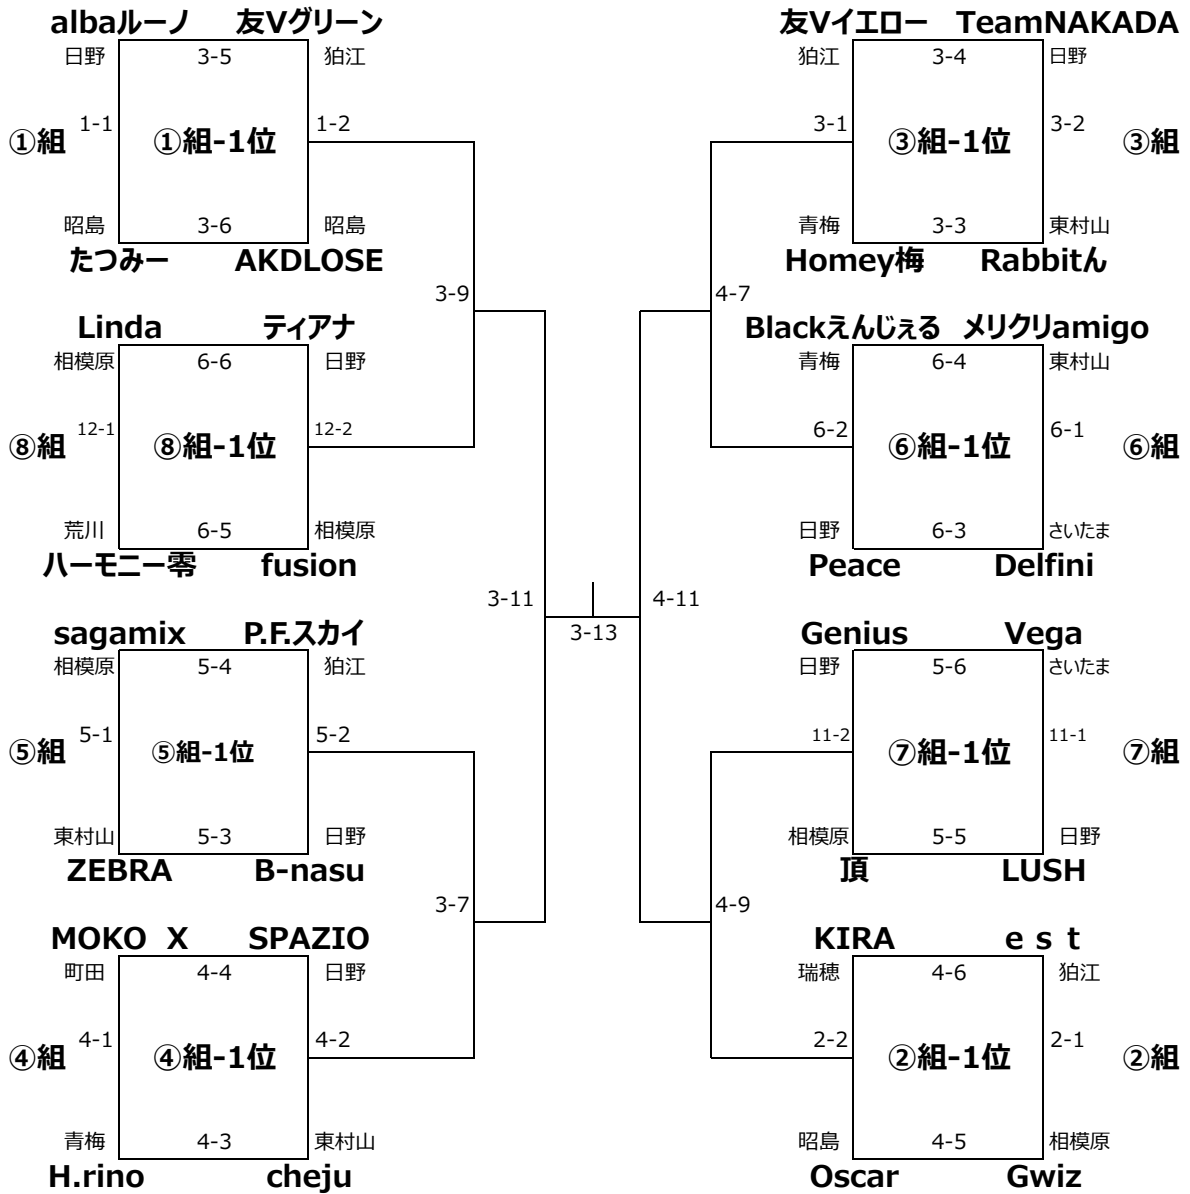 albaルーノ 友Vグリーン 友Vイエロー TeamNAKADA
日野 3-5 狛江 狛江 3-4 日野
①組 1-1 ①組-1位 1-2 3-1 ③組-1位 3-2 ③組
昭島 3-6 昭島 青梅 3-3 東村山
たつみー AKDLOSE Homey梅 Rabbitん
3-9 4-7
Linda ティアナ Blackえんじぇる メリクリamigo
相模原 6-6 日野 青梅 6-4 東村山
⑧組 12-1 ⑧組-1位 12-2 6-2 ⑥組-1位 6-1 ⑥組
荒川 6-5 相模原 日野 6-3 さいたま
ハーモニー零 fusion Peace Delfini
3-11 4-11
3-13
sagamix P.F.スカイ Genius Vega
相模原 5-4 狛江 日野 5-6 さいたま
⑤組 5-1 ⑤組-1位 5-2 11-2 ⑦組-1位 11-1 ⑦組
東村山 5-3 日野 相模原 5-5 日野
ZEBRA B-nasu 頂 LUSH
3-7 4-9
MOKO X SPAZIO KIRA ｅｓｔ
町田 4-4 日野 瑞穂 4-6 狛江
④組 4-1 ④組-1位 4-2 2-2 ②組-1位 2-1 ②組
青梅 4-3 東村山 昭島 4-5 相模原
H.rino cheju Oscar Gwiz